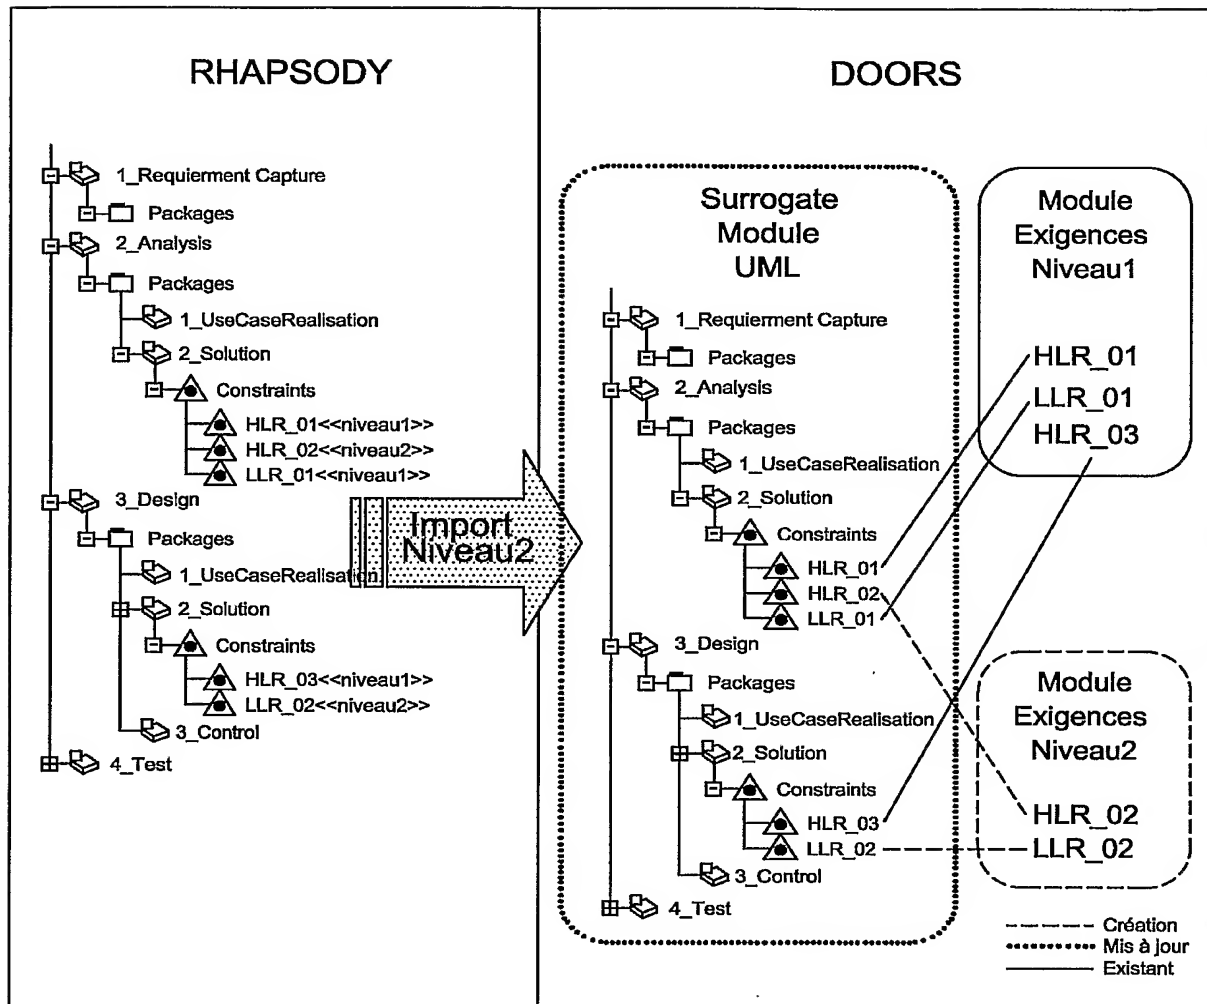 RHAPSODY
1_Requierment Capture
Packages
2_Analysis
Packages
1_UseCaseRealisation
2_Solution
Constraints
HLR_01<<niveau1>>
HLR_02<<niveau2>>
LLR_01<<niveau1>>
3_Design
Packages
1_UseCaseRealisation
2_Solution
Constraints
HLR_03<<niveau1>>
LLR_02<<niveau2>>
3_Control
4_Test
Import
Niveau2
DOORS
Surrogate
Module
UML
1_Requierment Capture
Packages
2_Analysis
Packages
1_UseCaseRealisation
2_Solution
Constraints
HLR_01
HLR_02
LLR_01
3_Design
Packages
1_UseCaseRealisation
2_Solution
Constraints
HLR_03
LLR_02
3_Control
4_Test
Module
Exigences
Niveau1
HLR_01
LLR_01
HLR_03
Module
Exigences
Niveau2
HLR_02
LLR_02
Création
Mis à jour
Existant